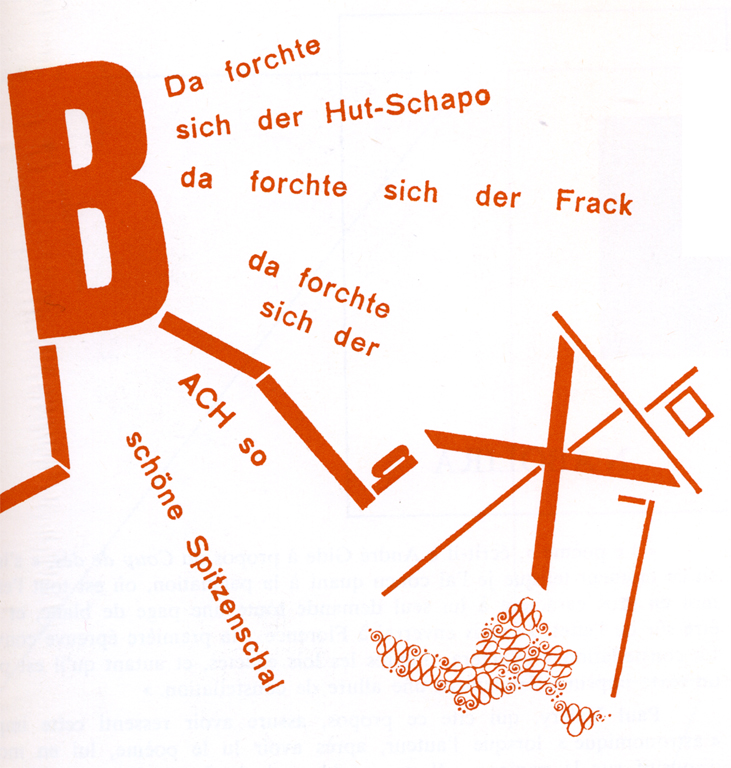 B
Da forchte
sich der Hut-Schapo
da forchte sich der Frack
da forchte
sich der
ACH so
schöne Spitzenschal